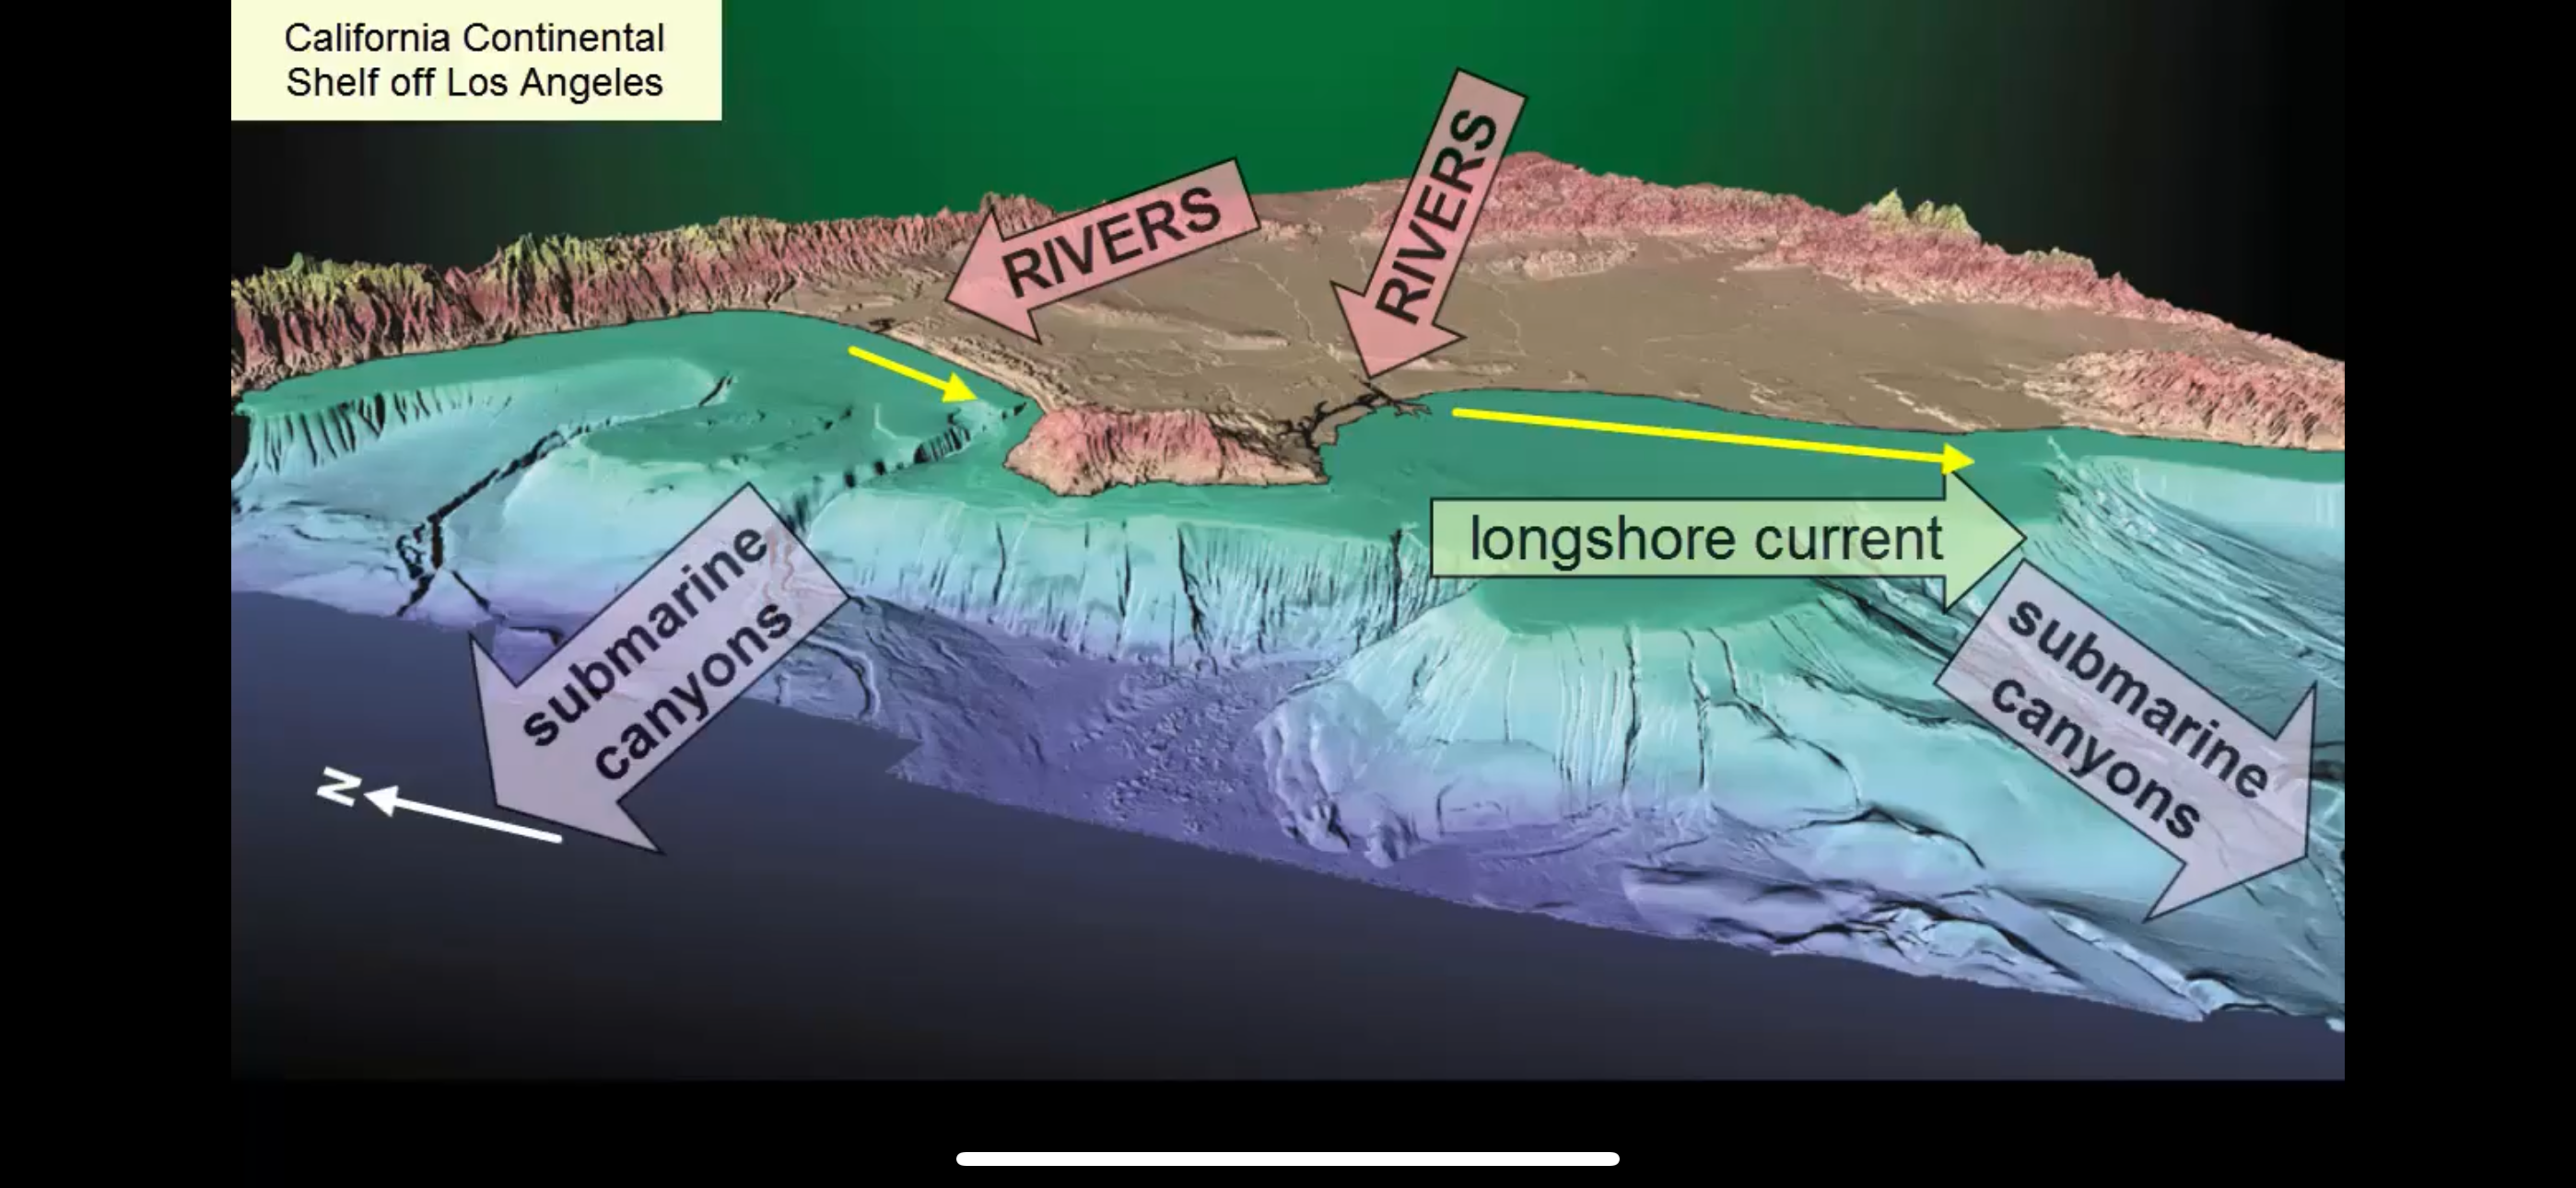 California Continental
Shelf off Los Angeles
RIVERS
RIVERS
longshore current
submarine
canyons
submarine
canyons
N